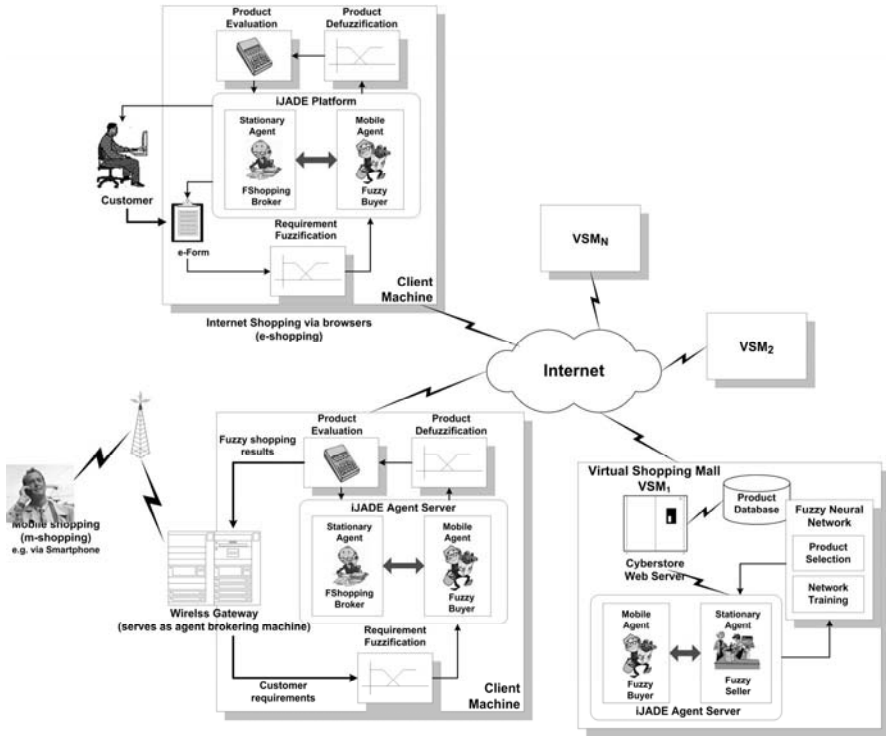 Product
Evaluation
Product
Defuzzification
iJADE Platform
Stationary
Agent
FShopping
Broker
Mobile
Agent
Fuzzy
Buyer
Customer
e-Form
Requirement
Fuzzification
Client
Machine
Internet Shopping via browsers
(e-shopping)
VSMN
VSM2
Internet
Product
Evaluation
Product
Defuzzification
Fuzzy shopping
results
iJADE Agent Server
Stationary
Agent
FShopping
Broker
Mobile
Agent
Fuzzy
Buyer
Mobile shopping
(m-shopping)
e.g. via Smartphone
Wirelss Gateway
(serves as agent brokering machine)
Requirement
Fuzzification
Customer
requirements
Client
Machine
Virtual Shopping Mall
VSM1
Product
Database
Cyberstore
Web Server
Fuzzy Neural
Network
Product
Selection
Network
Training
Mobile
Agent
Fuzzy
Buyer
Stationary
Agent
Fuzzy
Seller
iJADE Agent Server